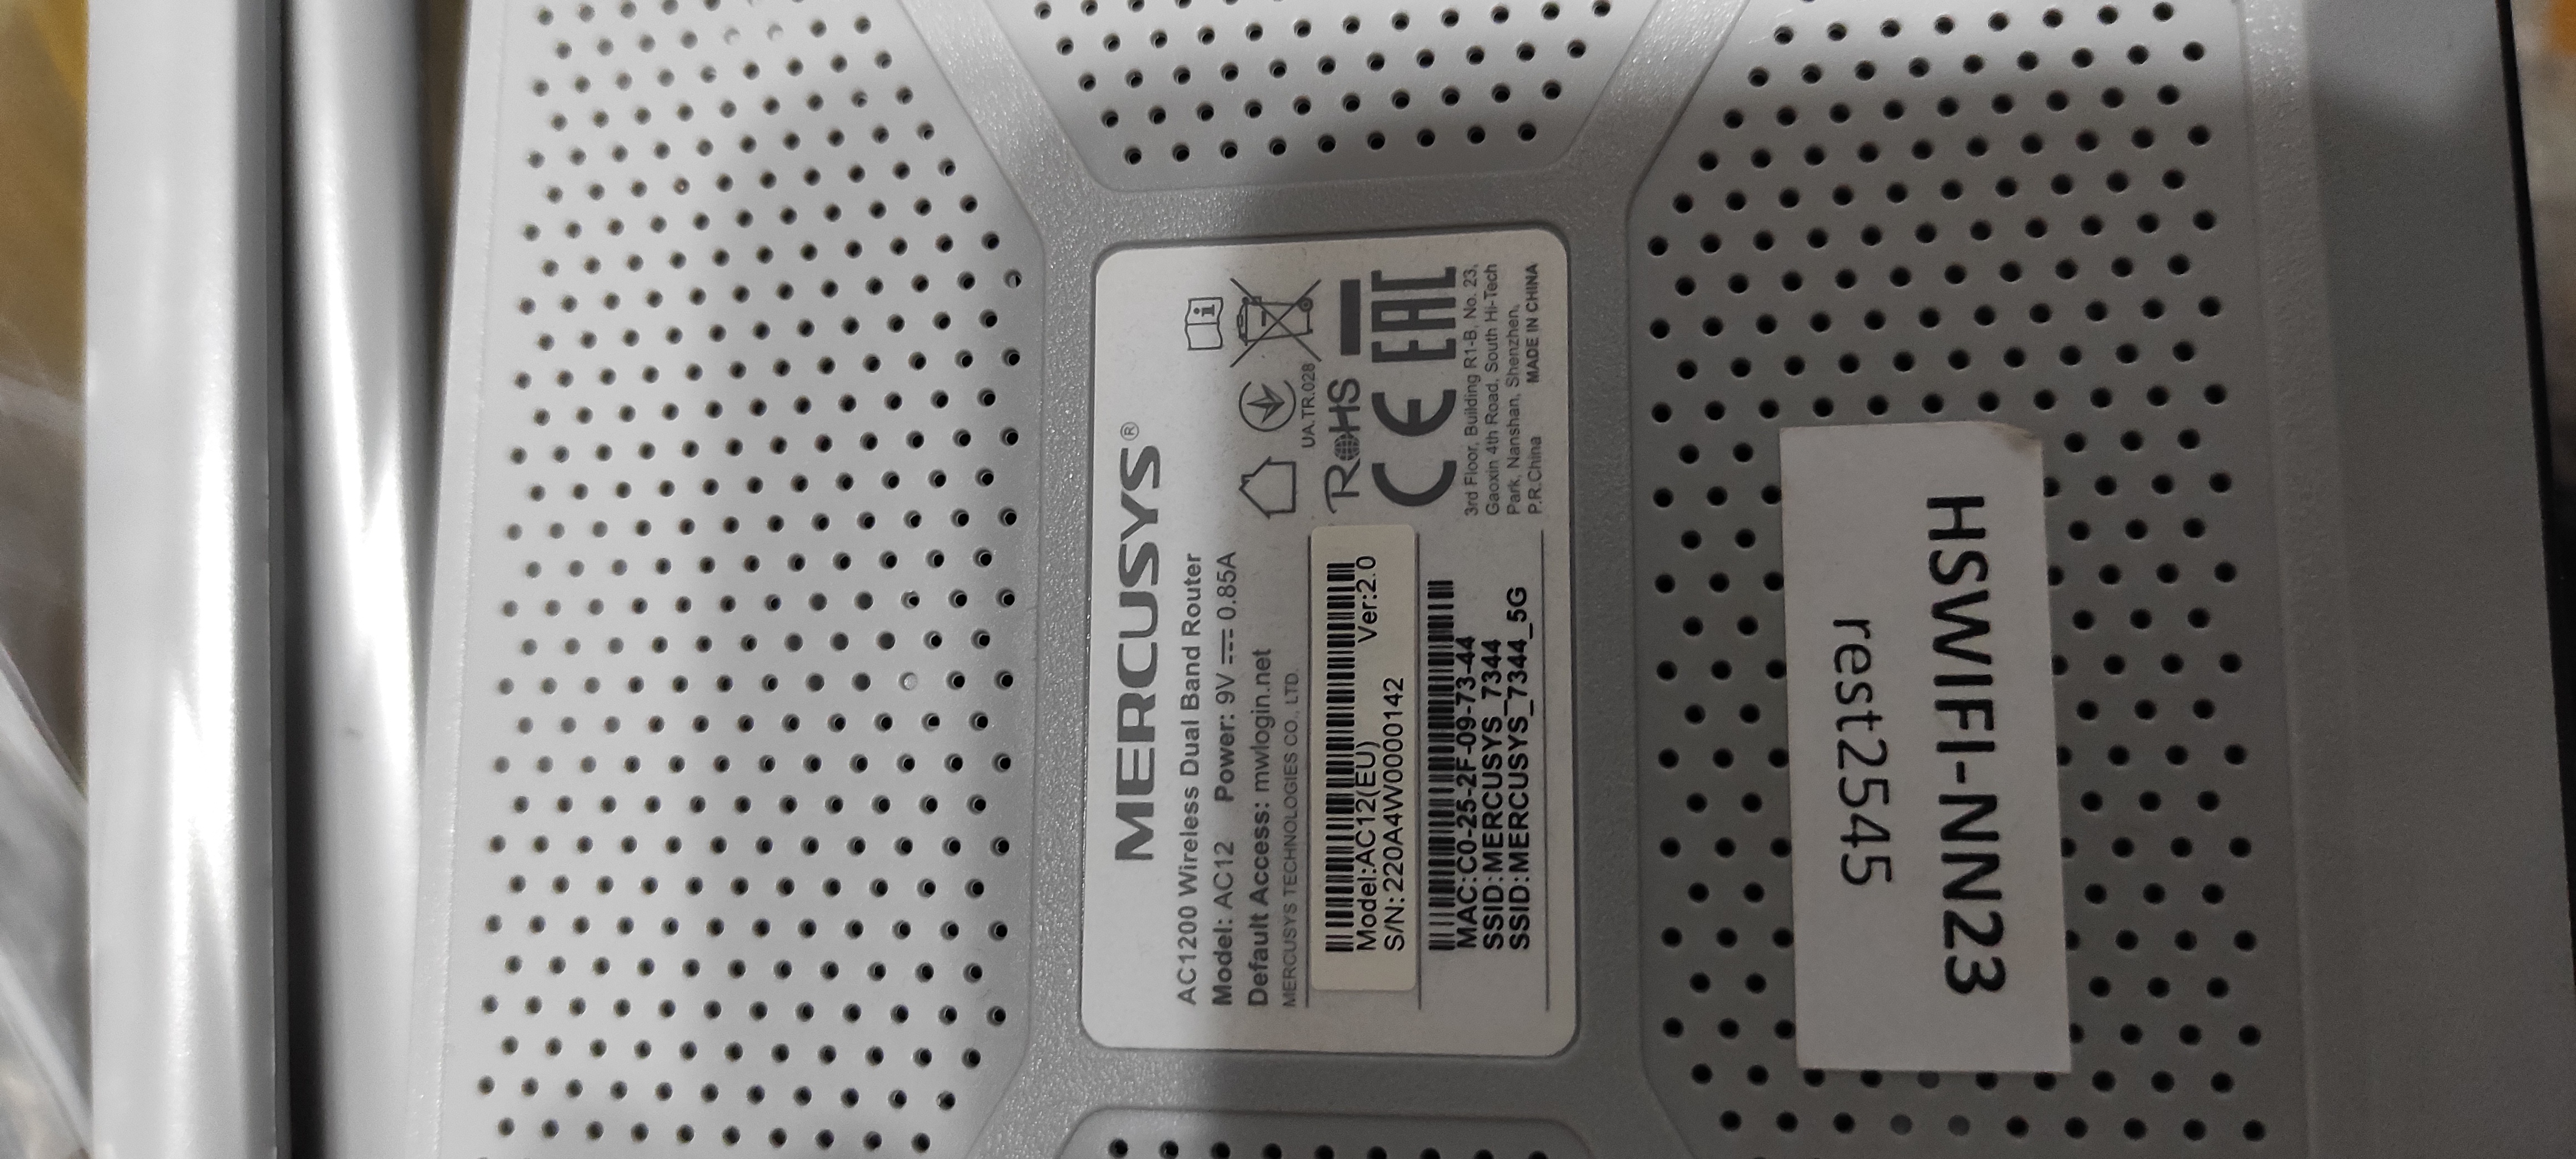 MERCUSYS®
AC1200 Wireless Dual Band Router
Model: AC12 Power: 9V ⎓ 0.85A
Default Access: mwlogin.net
MERCUSYS TECHNOLOGIES CO., LTD.
Model:AC12(EU) Ver:2.0
S/N:220A4W0000142
MAC:C0-25-2F-09-73-44
SSID:MERCUSYS_7344
SSID:MERCUSYS_7344_5G
i
UA.TR.028
RoHS
CE EAC
3rd Floor, Building R1-B, No. 23,
Gaoxin 4th Road, South Hi-Tech
Park, Nanshan, Shenzhen,
P.R.China MADE IN CHINA
HSWIFI-NN23
rest2545